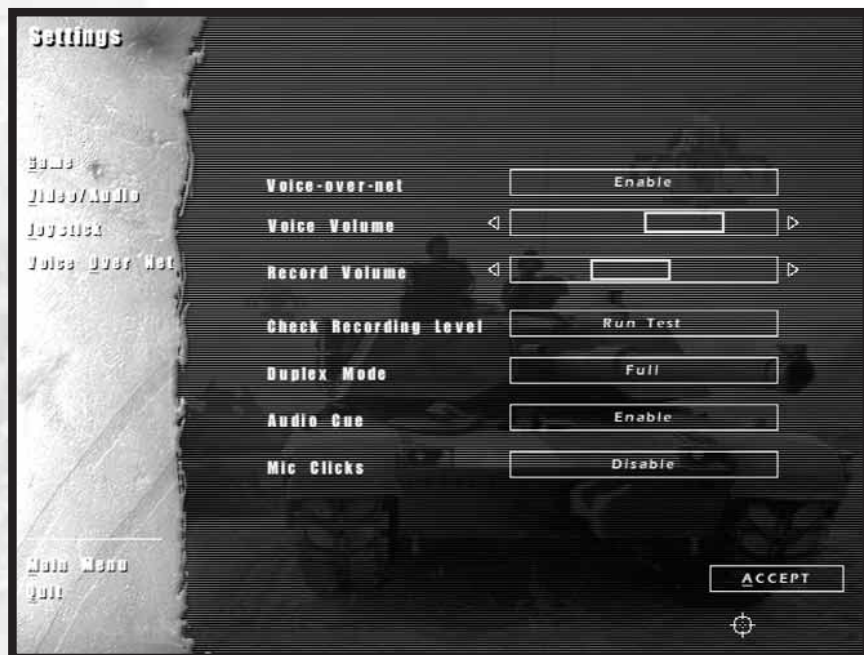 Settings
Game
Video/Audio
Joystick
Voice Over Net
Voice-over-net
Enable
Voice Volume
Record Volume
Check Recording Level
Run Test
Duplex Mode
Full
Audio Cue
Enable
Mic Clicks
Disable
Main Menu
Quit
ACCEPT